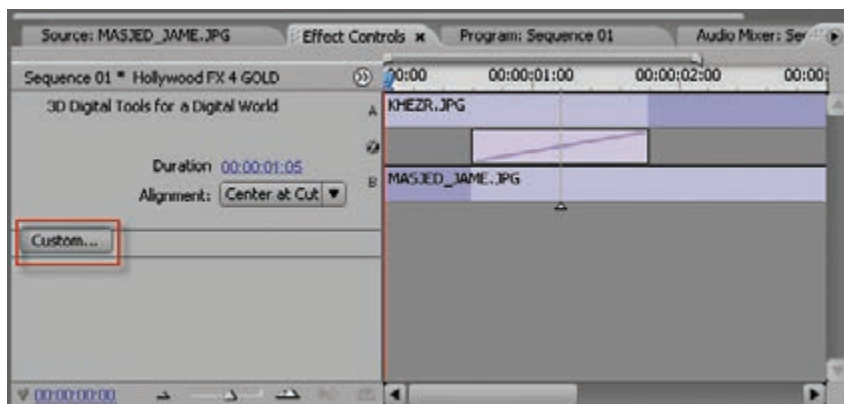 Source: MASJED_JAME.JPG
Effect Controls
Program: Sequence 01
Audio Mixer: Se
Sequence 01 * Hollywood FX 4 GOLD
00:00
00:00:01:00
00:00:02:00
00:00:
3D Digital Tools for a Digital World
A
KHEZR.JPG
Duration 00:00:01:05
Alignment: Center at Cut
B
MASJED_JAME.JPG
Custom...
00:00:00:00